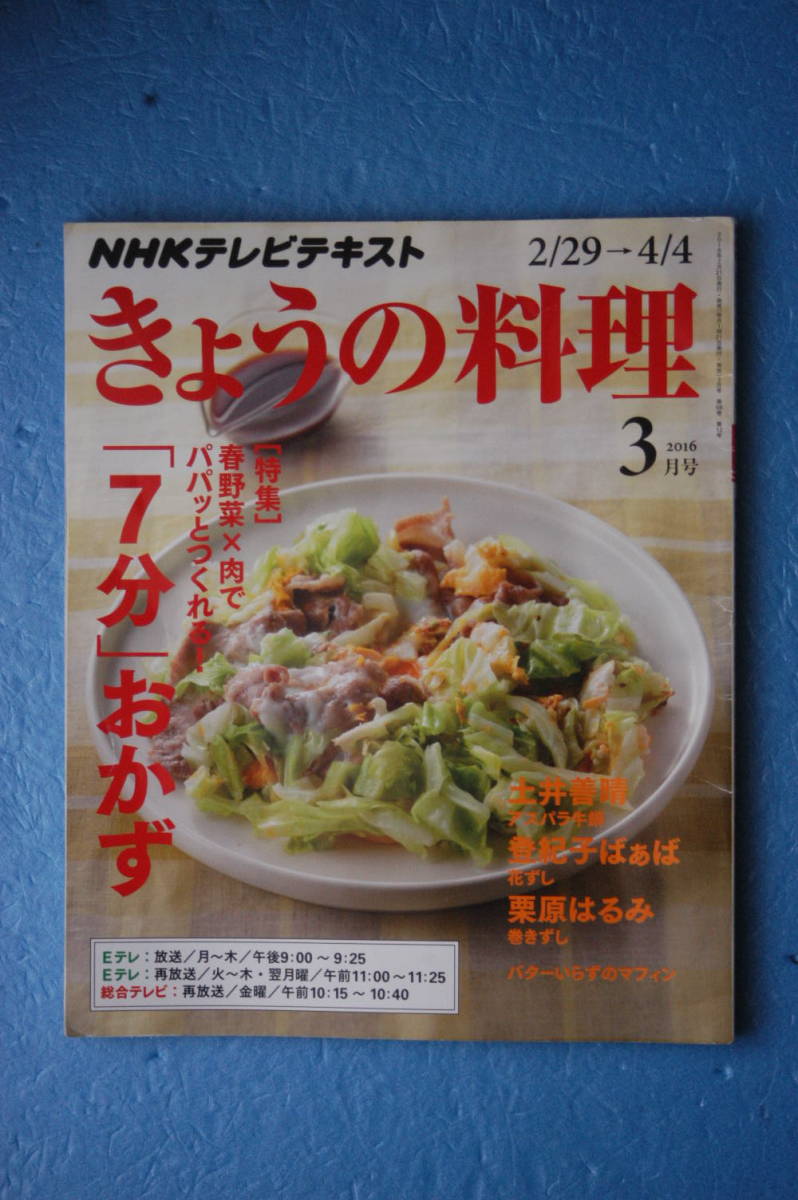 NHKテレビテキスト
2/29→4/4
きょうの料理
3月号
2016
[特集]
春野菜×肉で
パパッとつくれる!
「7分」おかず
土井善晴
アスパラ牛鍋
登紀子ばぁば
花ずし
栗原はるみ
巻きずし
バターいらずのマフィン
Eテレ:放送/月〜木/午後9:00〜9:25
Eテレ:再放送/火〜木・翌月曜/午前11:00〜11:25
総合テレビ:再放送/金曜/午前10:15〜10:40